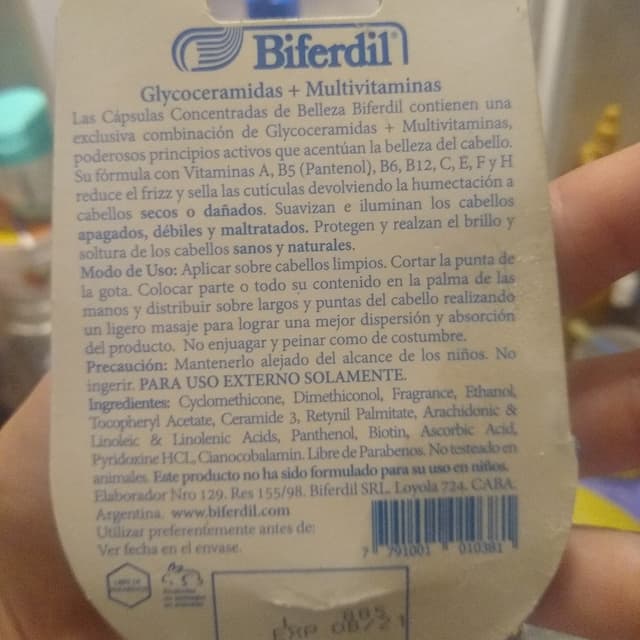 Biferdil
Glycoceramidas + Multivitaminas
Las Cápsulas Concentradas de Belleza Biferdil contienen una
exclusiva combinación de Glycoceramidas + Multivitaminas,
poderosos principios activos que acentúan la belleza del cabello.
Su fórmula con Vitaminas A, B5 (Pantenol), B6, B12, C, E, F y H
reduce el frizz y sella las cutículas devolviendo la humectación a
cabellos secos o dañados. Suavizan e iluminan los cabellos
apagados, débiles y maltratados. Protegen y realzan el brillo y
soltura de los cabellos sanos y naturales.
Modo de Uso: Aplicar sobre cabellos limpios. Cortar la punta de
la gota. Colocar parte o todo su contenido en la palma de las
manos y distribuir sobre largos y puntas del cabello realizando
un ligero masaje para lograr una mejor dispersión y absorción
del producto. No enjuagar y peinar como de costumbre.
Precaución: Mantenerlo alejado del alcance de los niños. No
ingerir. PARA USO EXTERNO SOLAMENTE.
Ingredientes: Cyclomethicone, Dimethiconol, Fragrance, Ethanol,
Tocopheryl Acetate, Ceramide 3, Retynil Palmitate, Arachidonic &
Linoleic & Linolenic Acids, Panthenol, Biotin, Ascorbic Acid,
Pyridoxine HCL, Cianocobalamin. Libre de Parabenos. No testeado en
animales. Este producto no ha sido formulado para su uso en niños.
Elaborador Nro 129. Res 155/98. Biferdil SRL. Loyola 724. CABA.
Argentina. www.biferdil.com
Utilizar preferentemente antes de:
Ver fecha en el envase.
7 791001 010381
EXP 08/21